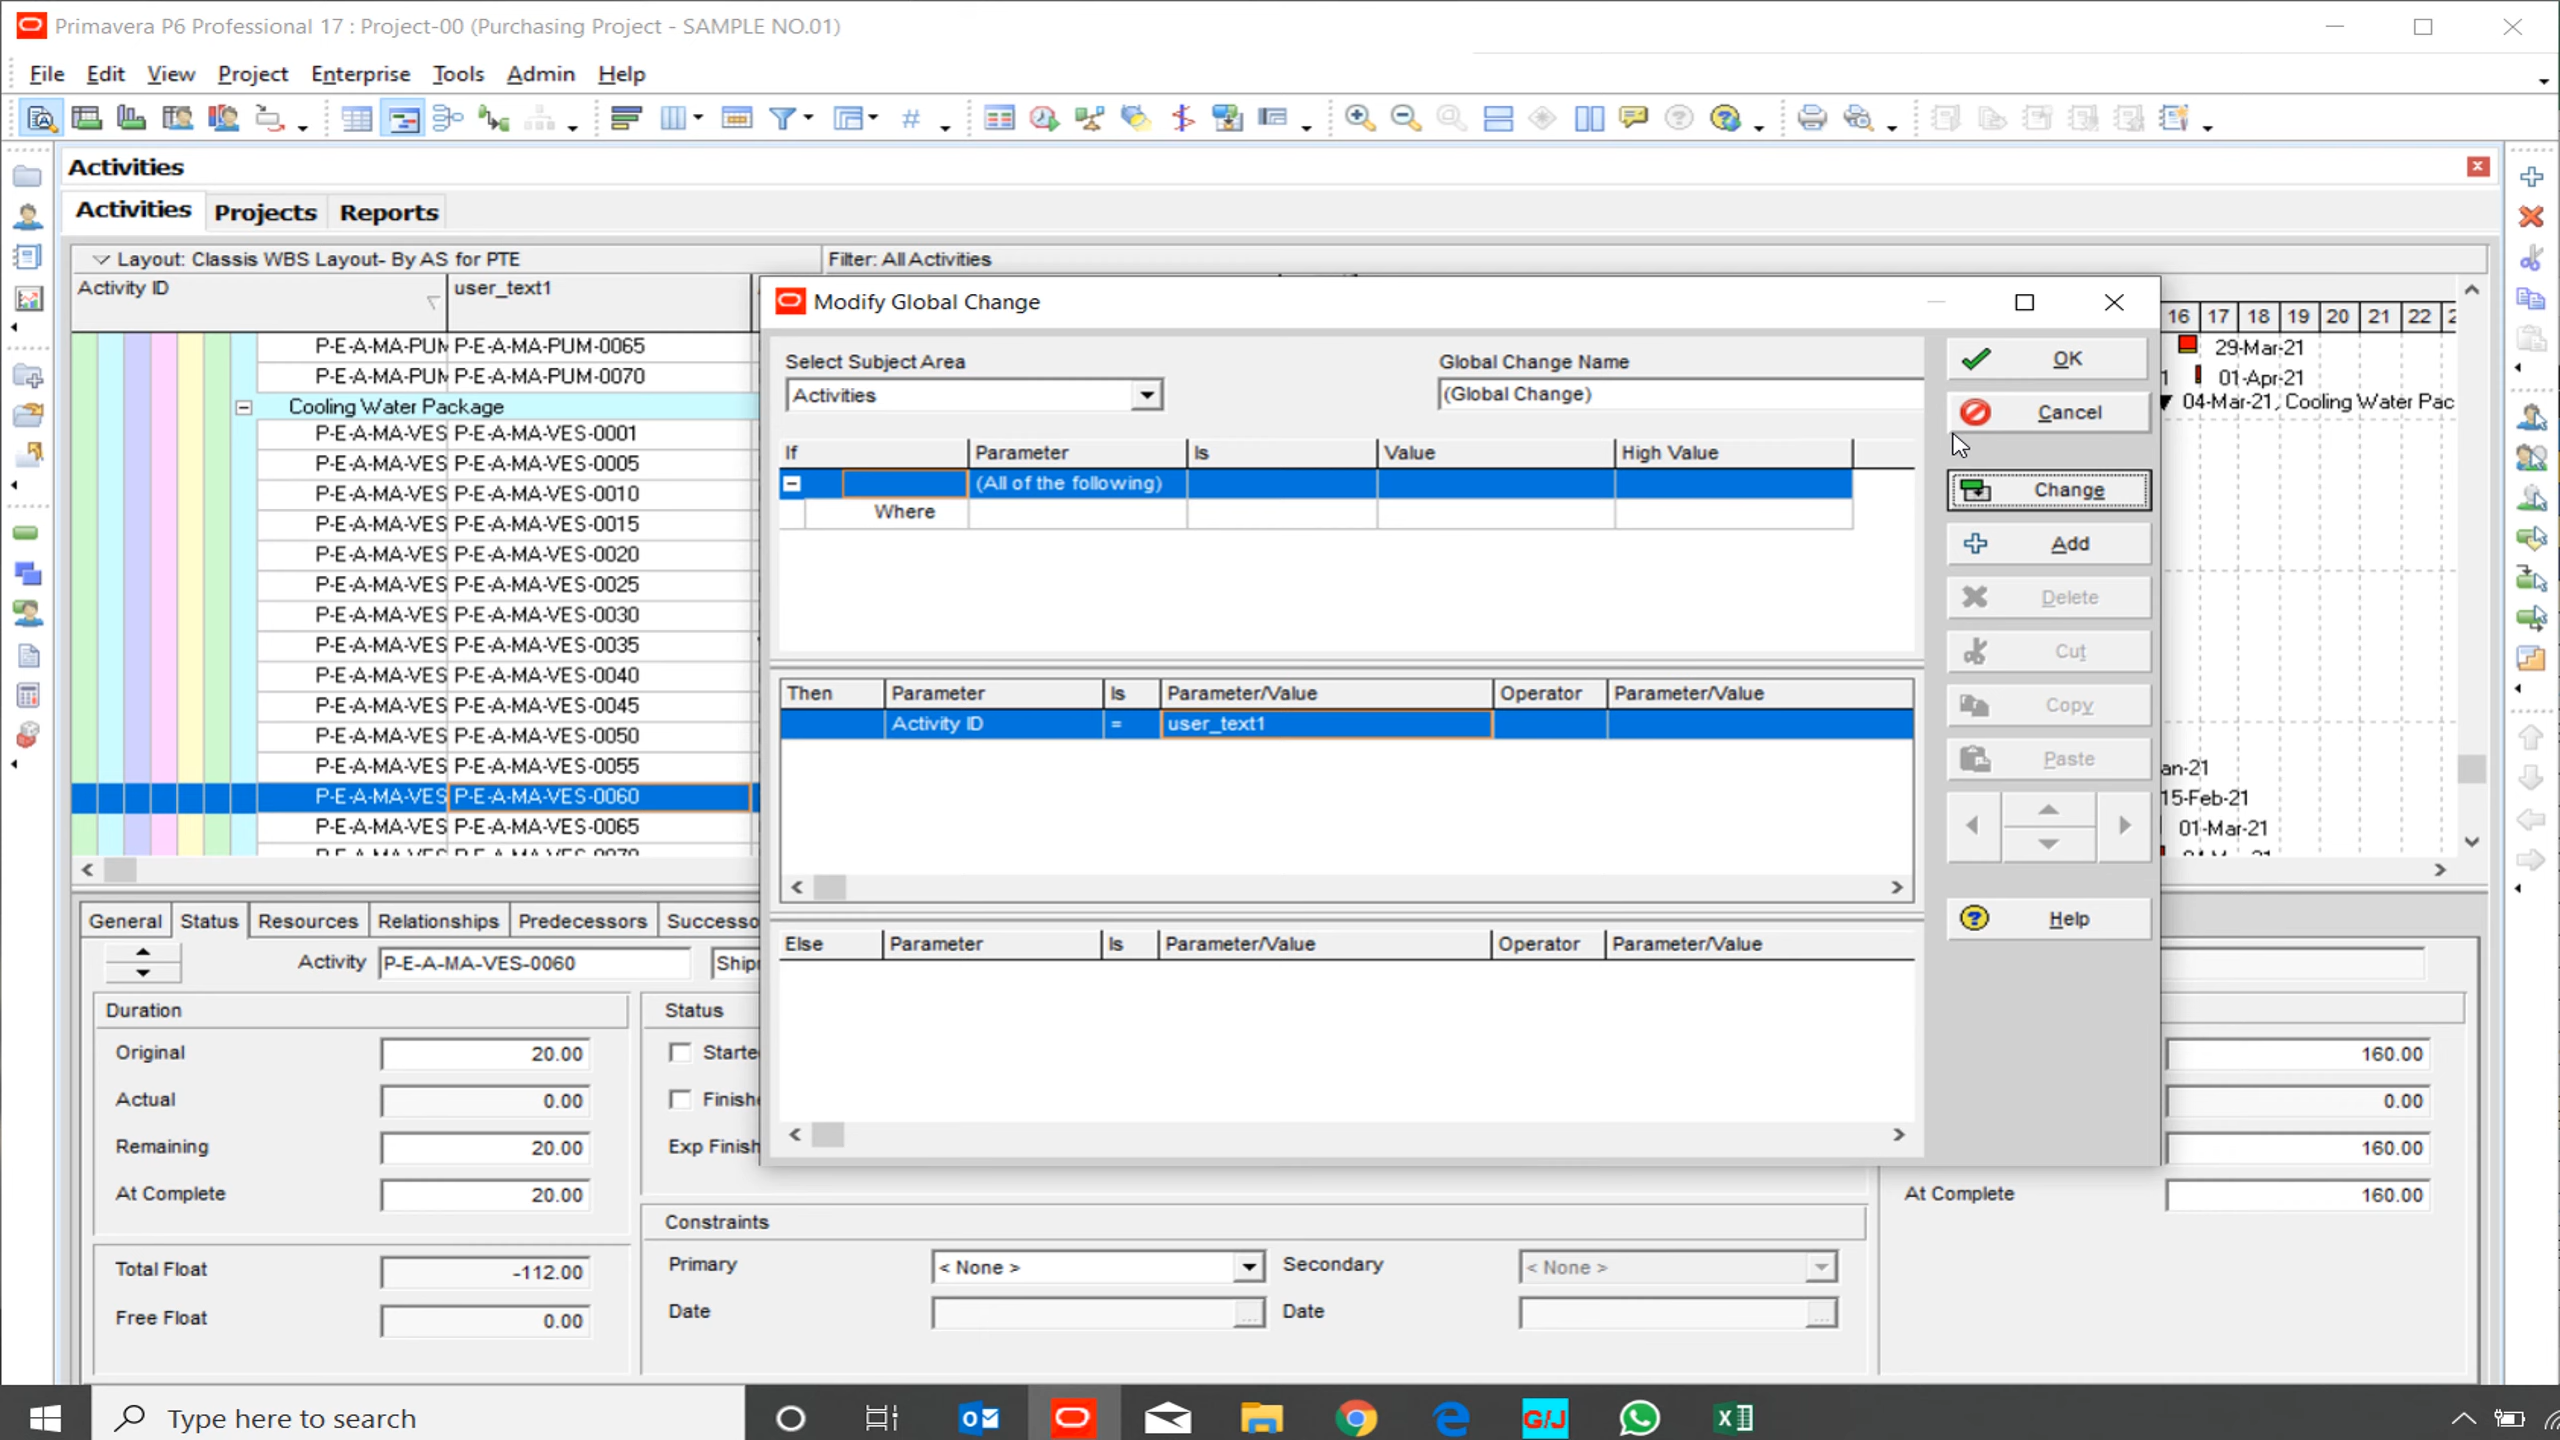 Primavera P6 Professional 17 : Project-00 (Purchasing Project - SAMPLE NO.01)
File Edit View Project Enterprise Tools Admin Help
Activities
Activities Projects Reports
Layout: Classis WBS Layout- By AS for PTE Filter: All Activities
Activity ID user_text1
P-E-A-MA-PUM P-E-A-MA-PUM-0065
P-E-A-MA-PUM P-E-A-MA-PUM-0070
Cooling Water Package
P-E-A-MA-VES P-E-A-MA-VES-0001
P-E-A-MA-VES P-E-A-MA-VES-0005
P-E-A-MA-VES P-E-A-MA-VES-0010
P-E-A-MA-VES P-E-A-MA-VES-0015
P-E-A-MA-VES P-E-A-MA-VES-0020
P-E-A-MA-VES P-E-A-MA-VES-0025
P-E-A-MA-VES P-E-A-MA-VES-0030
P-E-A-MA-VES P-E-A-MA-VES-0035
P-E-A-MA-VES P-E-A-MA-VES-0040
P-E-A-MA-VES P-E-A-MA-VES-0045
P-E-A-MA-VES P-E-A-MA-VES-0050
P-E-A-MA-VES P-E-A-MA-VES-0055
P-E-A-MA-VES P-E-A-MA-VES-0060
P-E-A-MA-VES P-E-A-MA-VES-0065
Modify Global Change
Select Subject Area Global Change Name
Activities (Global Change)
If Parameter Is Value High Value
(All of the following)
Where
Then Parameter Is Parameter/Value Operator Parameter/Value
Activity ID = user_text1
Else Parameter Is Parameter/Value Operator Parameter/Value
OK
Cancel
Change
Add
Delete
Cut
Copy
Paste
Help
16 17 18 19 20 21 22
29-Mar-21
1 01-Apr-21
04-Mar-21, Cooling Water Pac
an-21
15-Feb-21
01-Mar-21
General Status Resources Relationships Predecessors Successo
Activity P-E-A-MA-VES-0060 Ship
Duration
Original 20.00
Actual 0.00
Remaining 20.00
At Complete 20.00
Total Float -112.00
Free Float 0.00
Status
Starte
Finishe
Exp Finish
Constraints
Primary < None > Secondary < None >
Date Date
160.00
0.00
160.00
At Complete 160.00
Type here to search
G/J